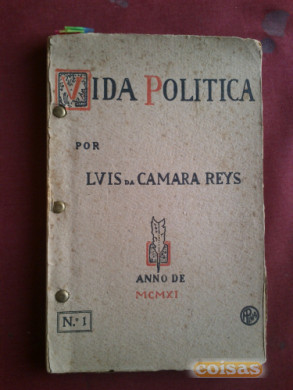 VIDA POLITICA
POR
LVIS DA CAMARA REYS
ANNO DE
MCMXI
N.º 1
coisas